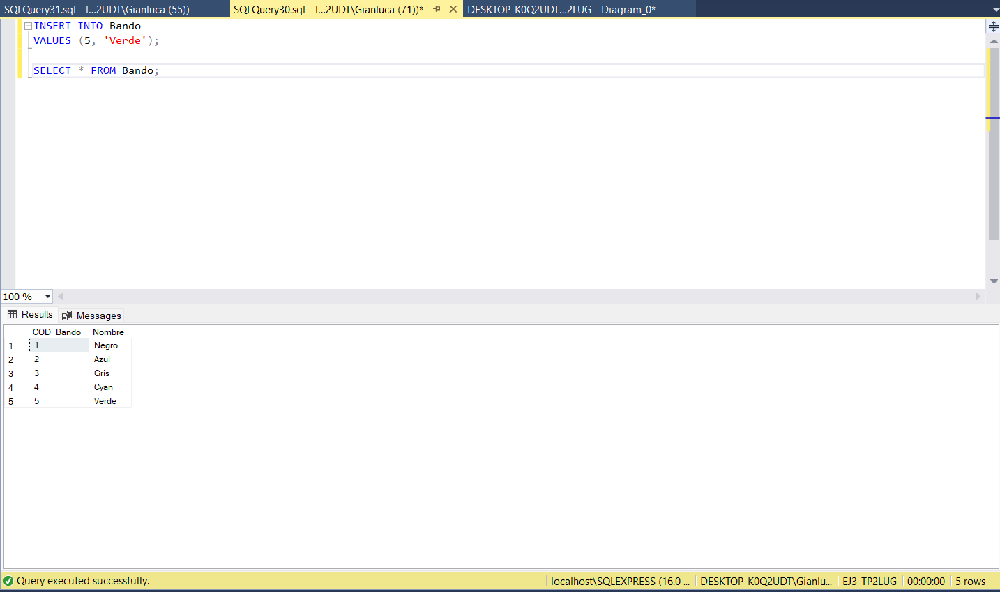 SQLQuery31.sql - l...2UDT\Gianluca (55)) SQLQuery30.sql - l...2UDT\Gianluca (71))* DESKTOP-K0Q2UDT...2LUG - Diagram_0*
INSERT INTO Bando
VALUES (5, 'Verde');
SELECT * FROM Bando;
100 %
Results Messages
COD_Bando Nombre
1 1 Negro
2 2 Azul
3 3 Gris
4 4 Cyan
5 5 Verde
Query executed successfully. localhost\SQLEXPRESS (16.0 ... DESKTOP-K0Q2UDT\Gianlu... EJ3_TP2LUG 00:00:00 5 rows